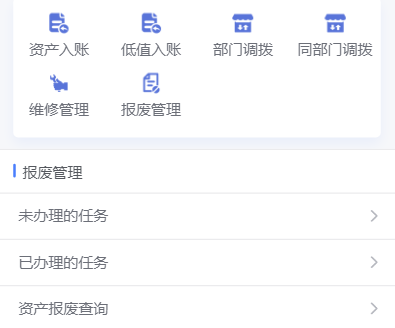 资产入账 低值入账 部门调拨 同部门调拨
维修管理 报废管理
报废管理
未办理的任务
已办理的任务
资产报废查询